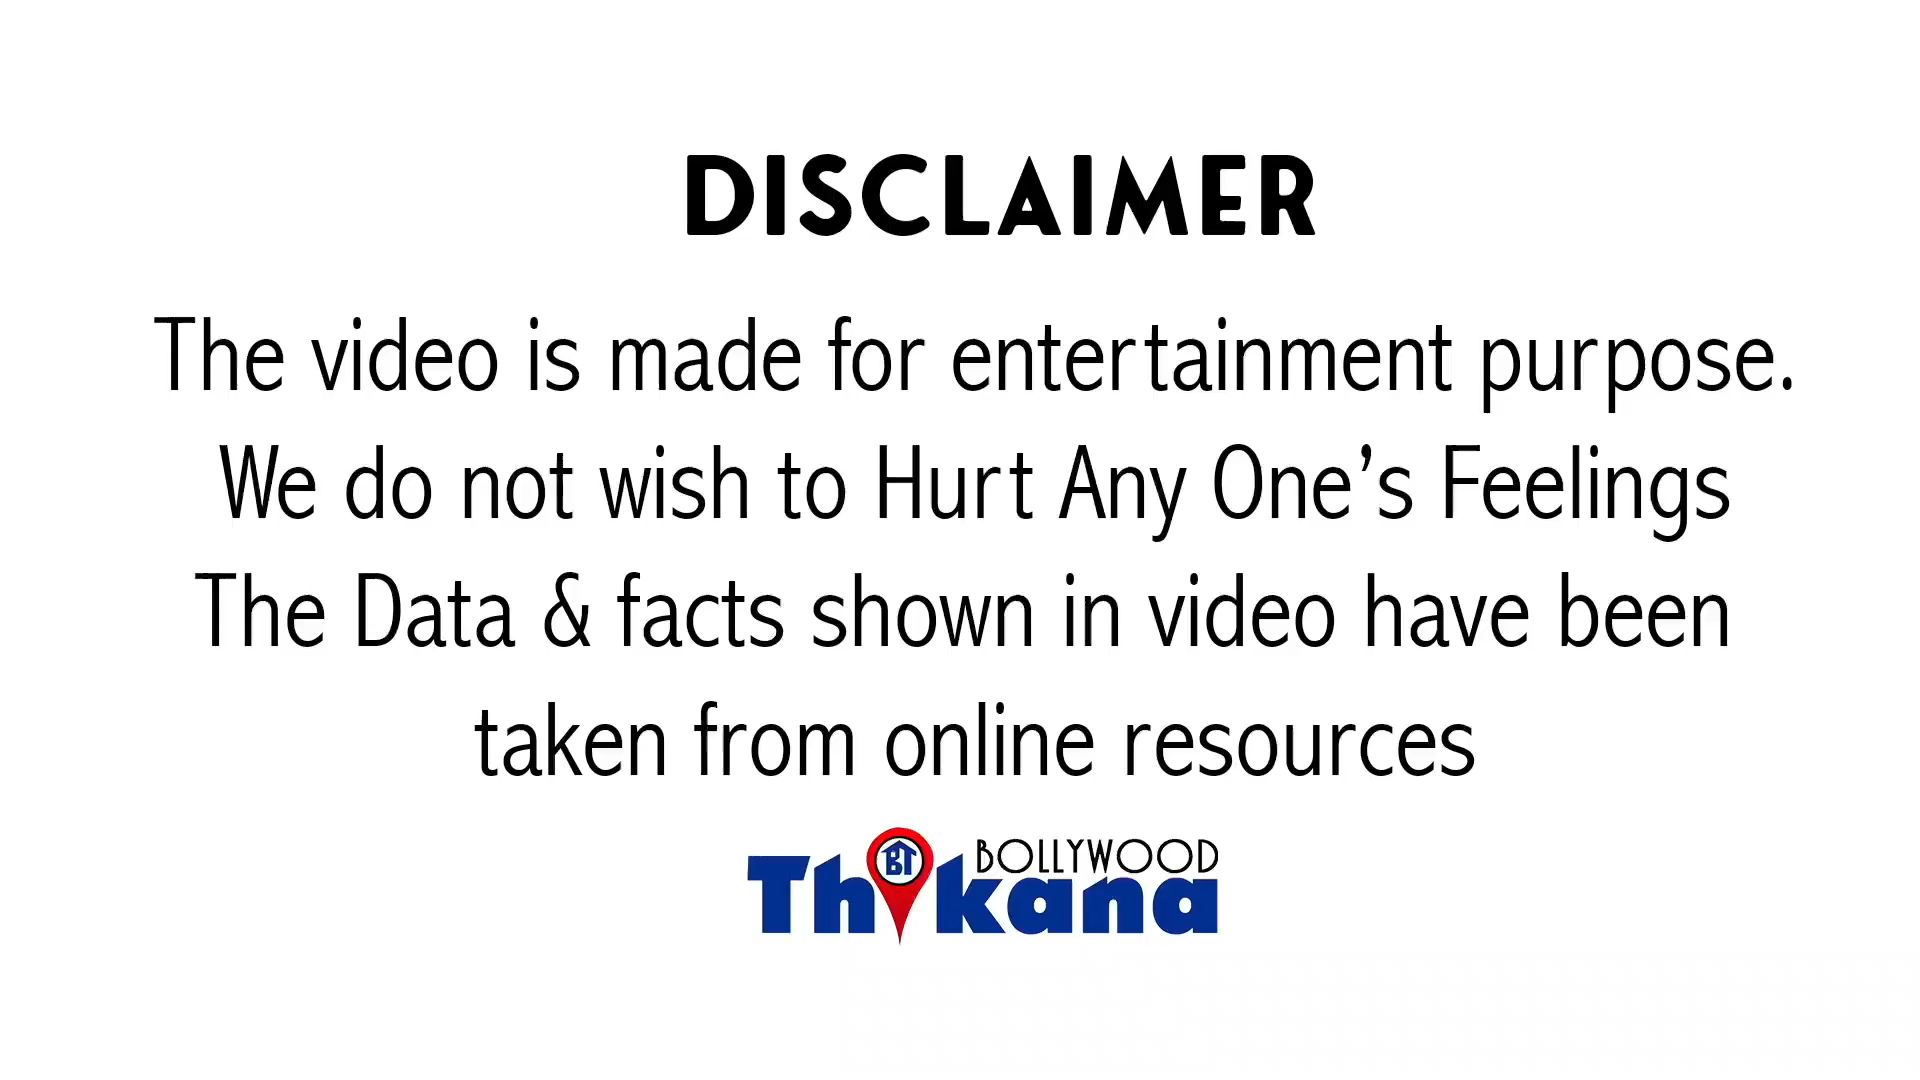 DISCLAIMER
The video is made for entertainment purpose.
We do not wish to Hurt Any One’s Feelings
The Data & facts shown in video have been
taken from online resources
BT
BOLLYWOOD
Thikana